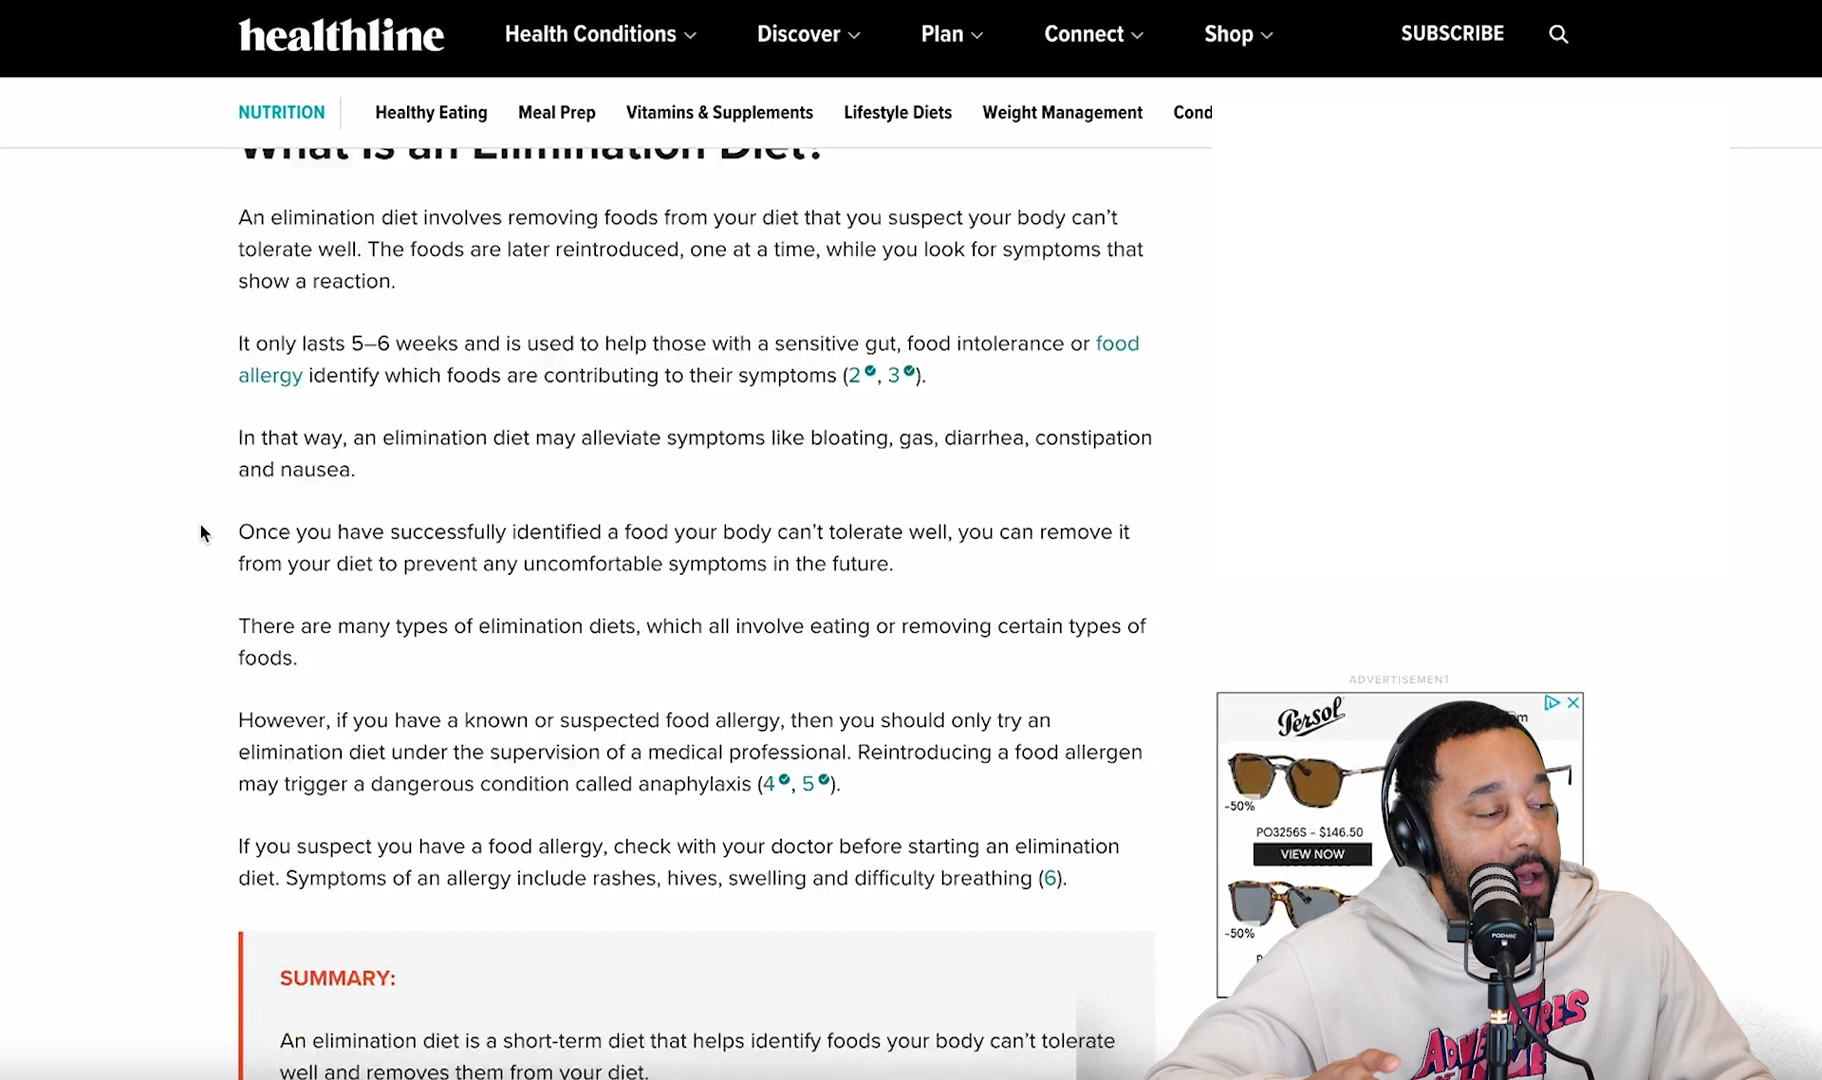 healthline
Health Conditions
Discover
Plan
Connect
Shop
SUBSCRIBE
NUTRITION
Healthy Eating
Meal Prep
Vitamins & Supplements
Lifestyle Diets
Weight Management
Cond
What Is an Elimination Diet?
An elimination diet involves removing foods from your diet that you suspect your body can’t
tolerate well. The foods are later reintroduced, one at a time, while you look for symptoms that
show a reaction.
It only lasts 5–6 weeks and is used to help those with a sensitive gut, food intolerance or food
allergy identify which foods are contributing to their symptoms (2, 3).
In that way, an elimination diet may alleviate symptoms like bloating, gas, diarrhea, constipation
and nausea.
Once you have successfully identified a food your body can’t tolerate well, you can remove it
from your diet to prevent any uncomfortable symptoms in the future.
There are many types of elimination diets, which all involve eating or removing certain types of
foods.
However, if you have a known or suspected food allergy, then you should only try an
elimination diet under the supervision of a medical professional. Reintroducing a food allergen
may trigger a dangerous condition called anaphylaxis (4, 5).
If you suspect you have a food allergy, check with your doctor before starting an elimination
diet. Symptoms of an allergy include rashes, hives, swelling and difficulty breathing (6).
SUMMARY:
An elimination diet is a short-term diet that helps identify foods your body can’t tolerate
well and removes them from your diet.
ADVERTISEMENT
Persol
-50%
PO3256S - $146.50
VIEW NOW
-50%
PODMIC